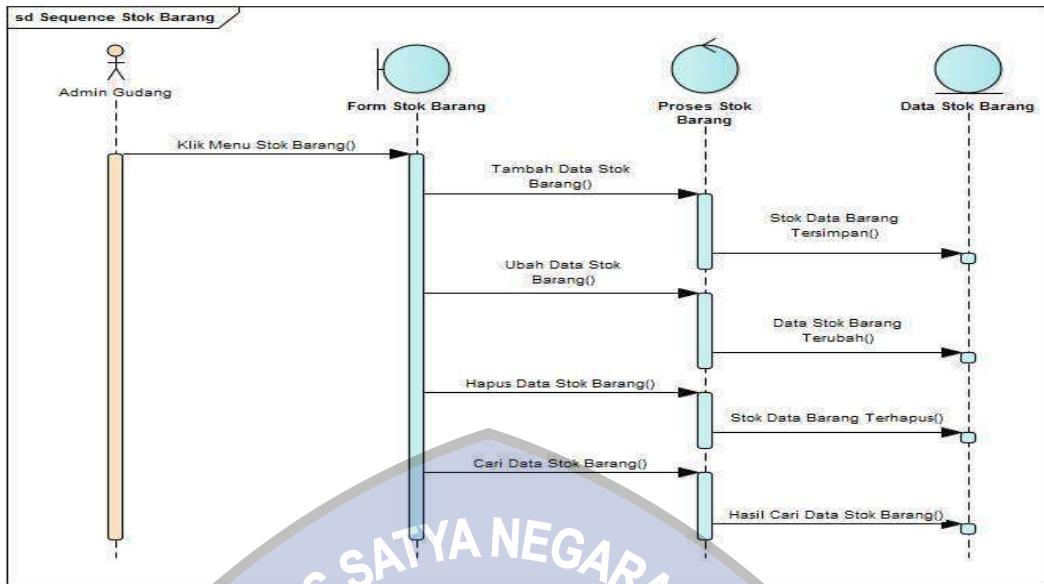 sd Sequence Stok Barang
Admin Gudang
Form Stok Barang
Proses Stok
Barang
Data Stok Barang
Klik Menu Stok Barang()
Tambah Data Stok
Barang()
Stok Data Barang
Tersimpan()
Ubah Data Stok
Barang()
Data Stok Barang
Terubah()
Hapus Data Stok Barang()
Stok Data Barang Terhapus()
Cari Data Stok Barang()
Hasil Cari Data Stok Barang()
S SATYA NEGARA